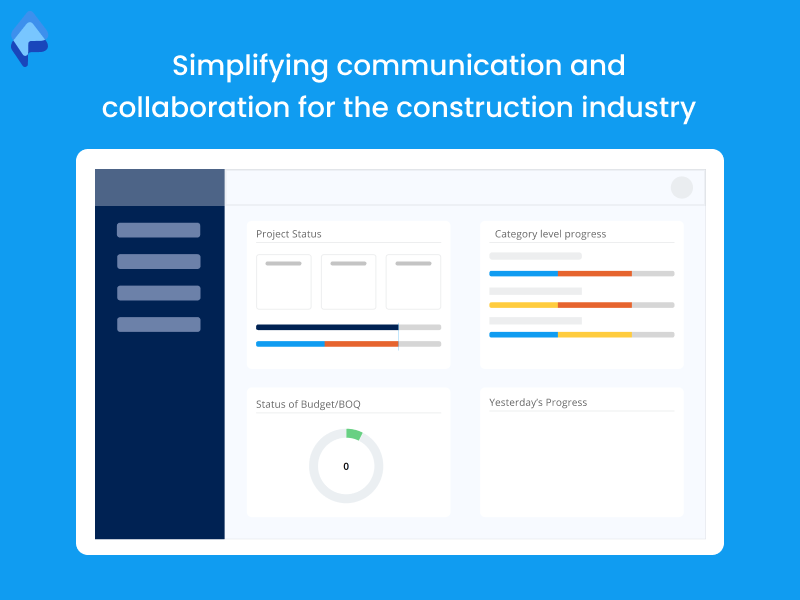 Simplifying communication and
collaboration for the construction industry
Project Status
Category level progress
Status of Budget/BOQ
0
Yesterday's Progress